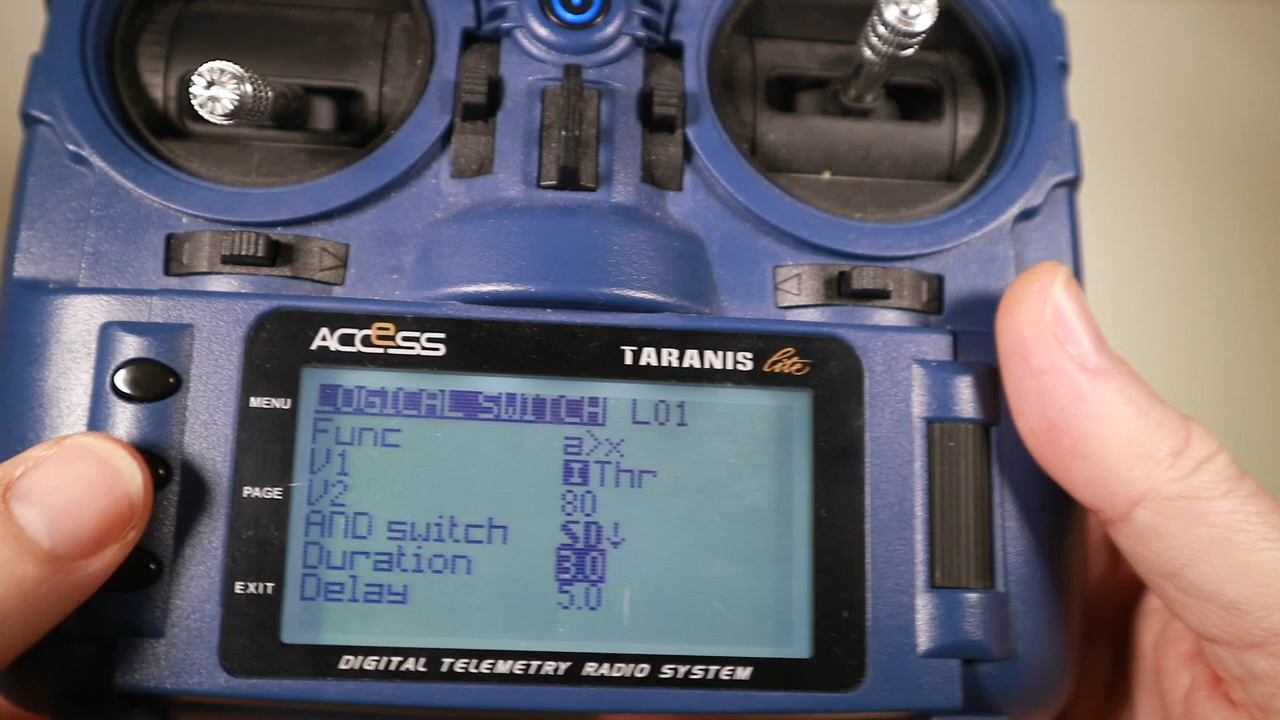 ACCeSS
TARANIS lite
MENU
PAGE
EXIT
LOGICAL SWITCH L01
Func a>x
V1 IThr
V2 80
AND switch SD↓
Duration 3.0
Delay 5.0
DIGITAL TELEMETRY RADIO SYSTEM